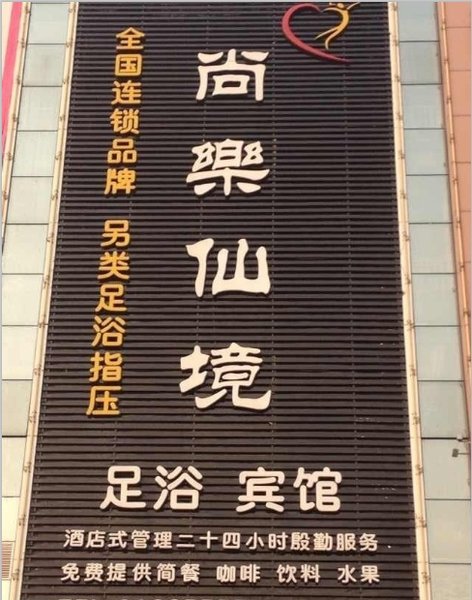 全国连锁品牌 另类足浴指压
尚樂仙境
足浴 宾馆
酒店式管理二十四小时殷勤服务
免费提供简餐 咖啡 饮料 水果